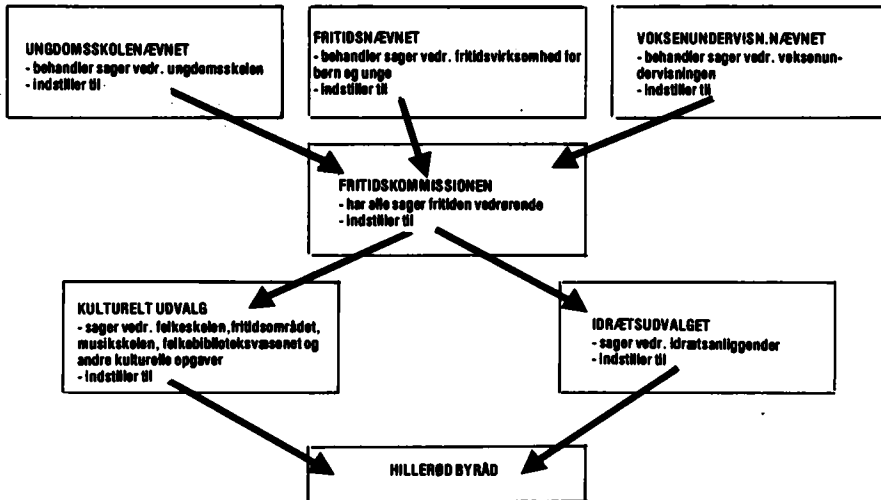 UNGDOMSSKOLENÆVNET
- behandler sager vedr. ungdomsskolen
- indstiller til
FRITIDSNÆVNET
- behandler sager vedr. fritidsvirksomhed for
børn og unge
- indstiller til
VOKSENUNDERVISN.NÆVNET
- behandler sager vedr. voksenun-
dervisningen
- indstiller til
FRITIDSKOMMISSIONEN
- har alle sager fritiden vedrørende
- indstiller til
KULTURELT UDVALG
- sager vedr. folkeskolen, fritidsområdet,
musikskolen, folkebiblioteksvæsenet og
andre kulturelle opgaver
- indstiller til
IDRÆTSUDVALGET
- sager vedr. idrætsanliggender
- indstiller til
HILLERØD BYRÅD